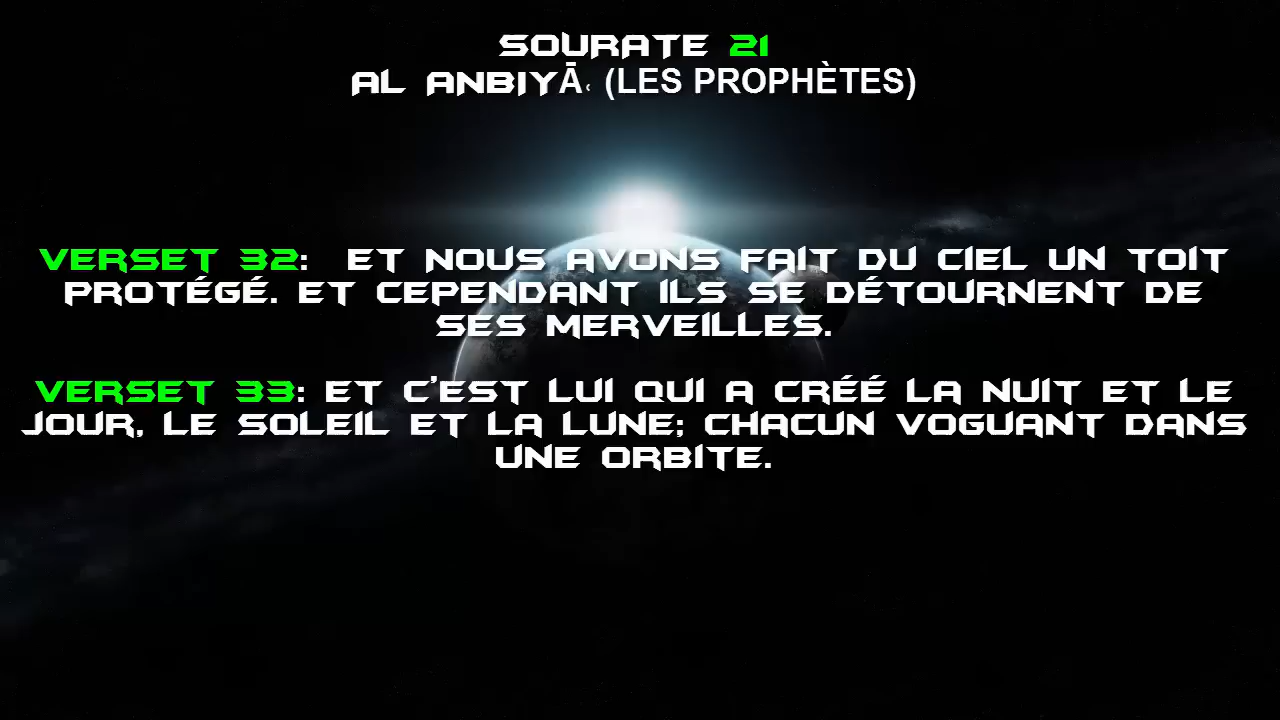 SOURATE 21
AL ANBIYĀʿ (LES PROPHÈTES)
VERSET 32: ET NOUS AVONS FAIT DU CIEL UN TOIT
PROTÉGÉ. ET CEPENDANT ILS SE DÉTOURNENT DE
SES MERVEILLES.
VERSET 33: ET C'EST LUI QUI A CRÉÉ LA NUIT ET LE
JOUR, LE SOLEIL ET LA LUNE; CHACUN VOGUANT DANS
UNE ORBITE.